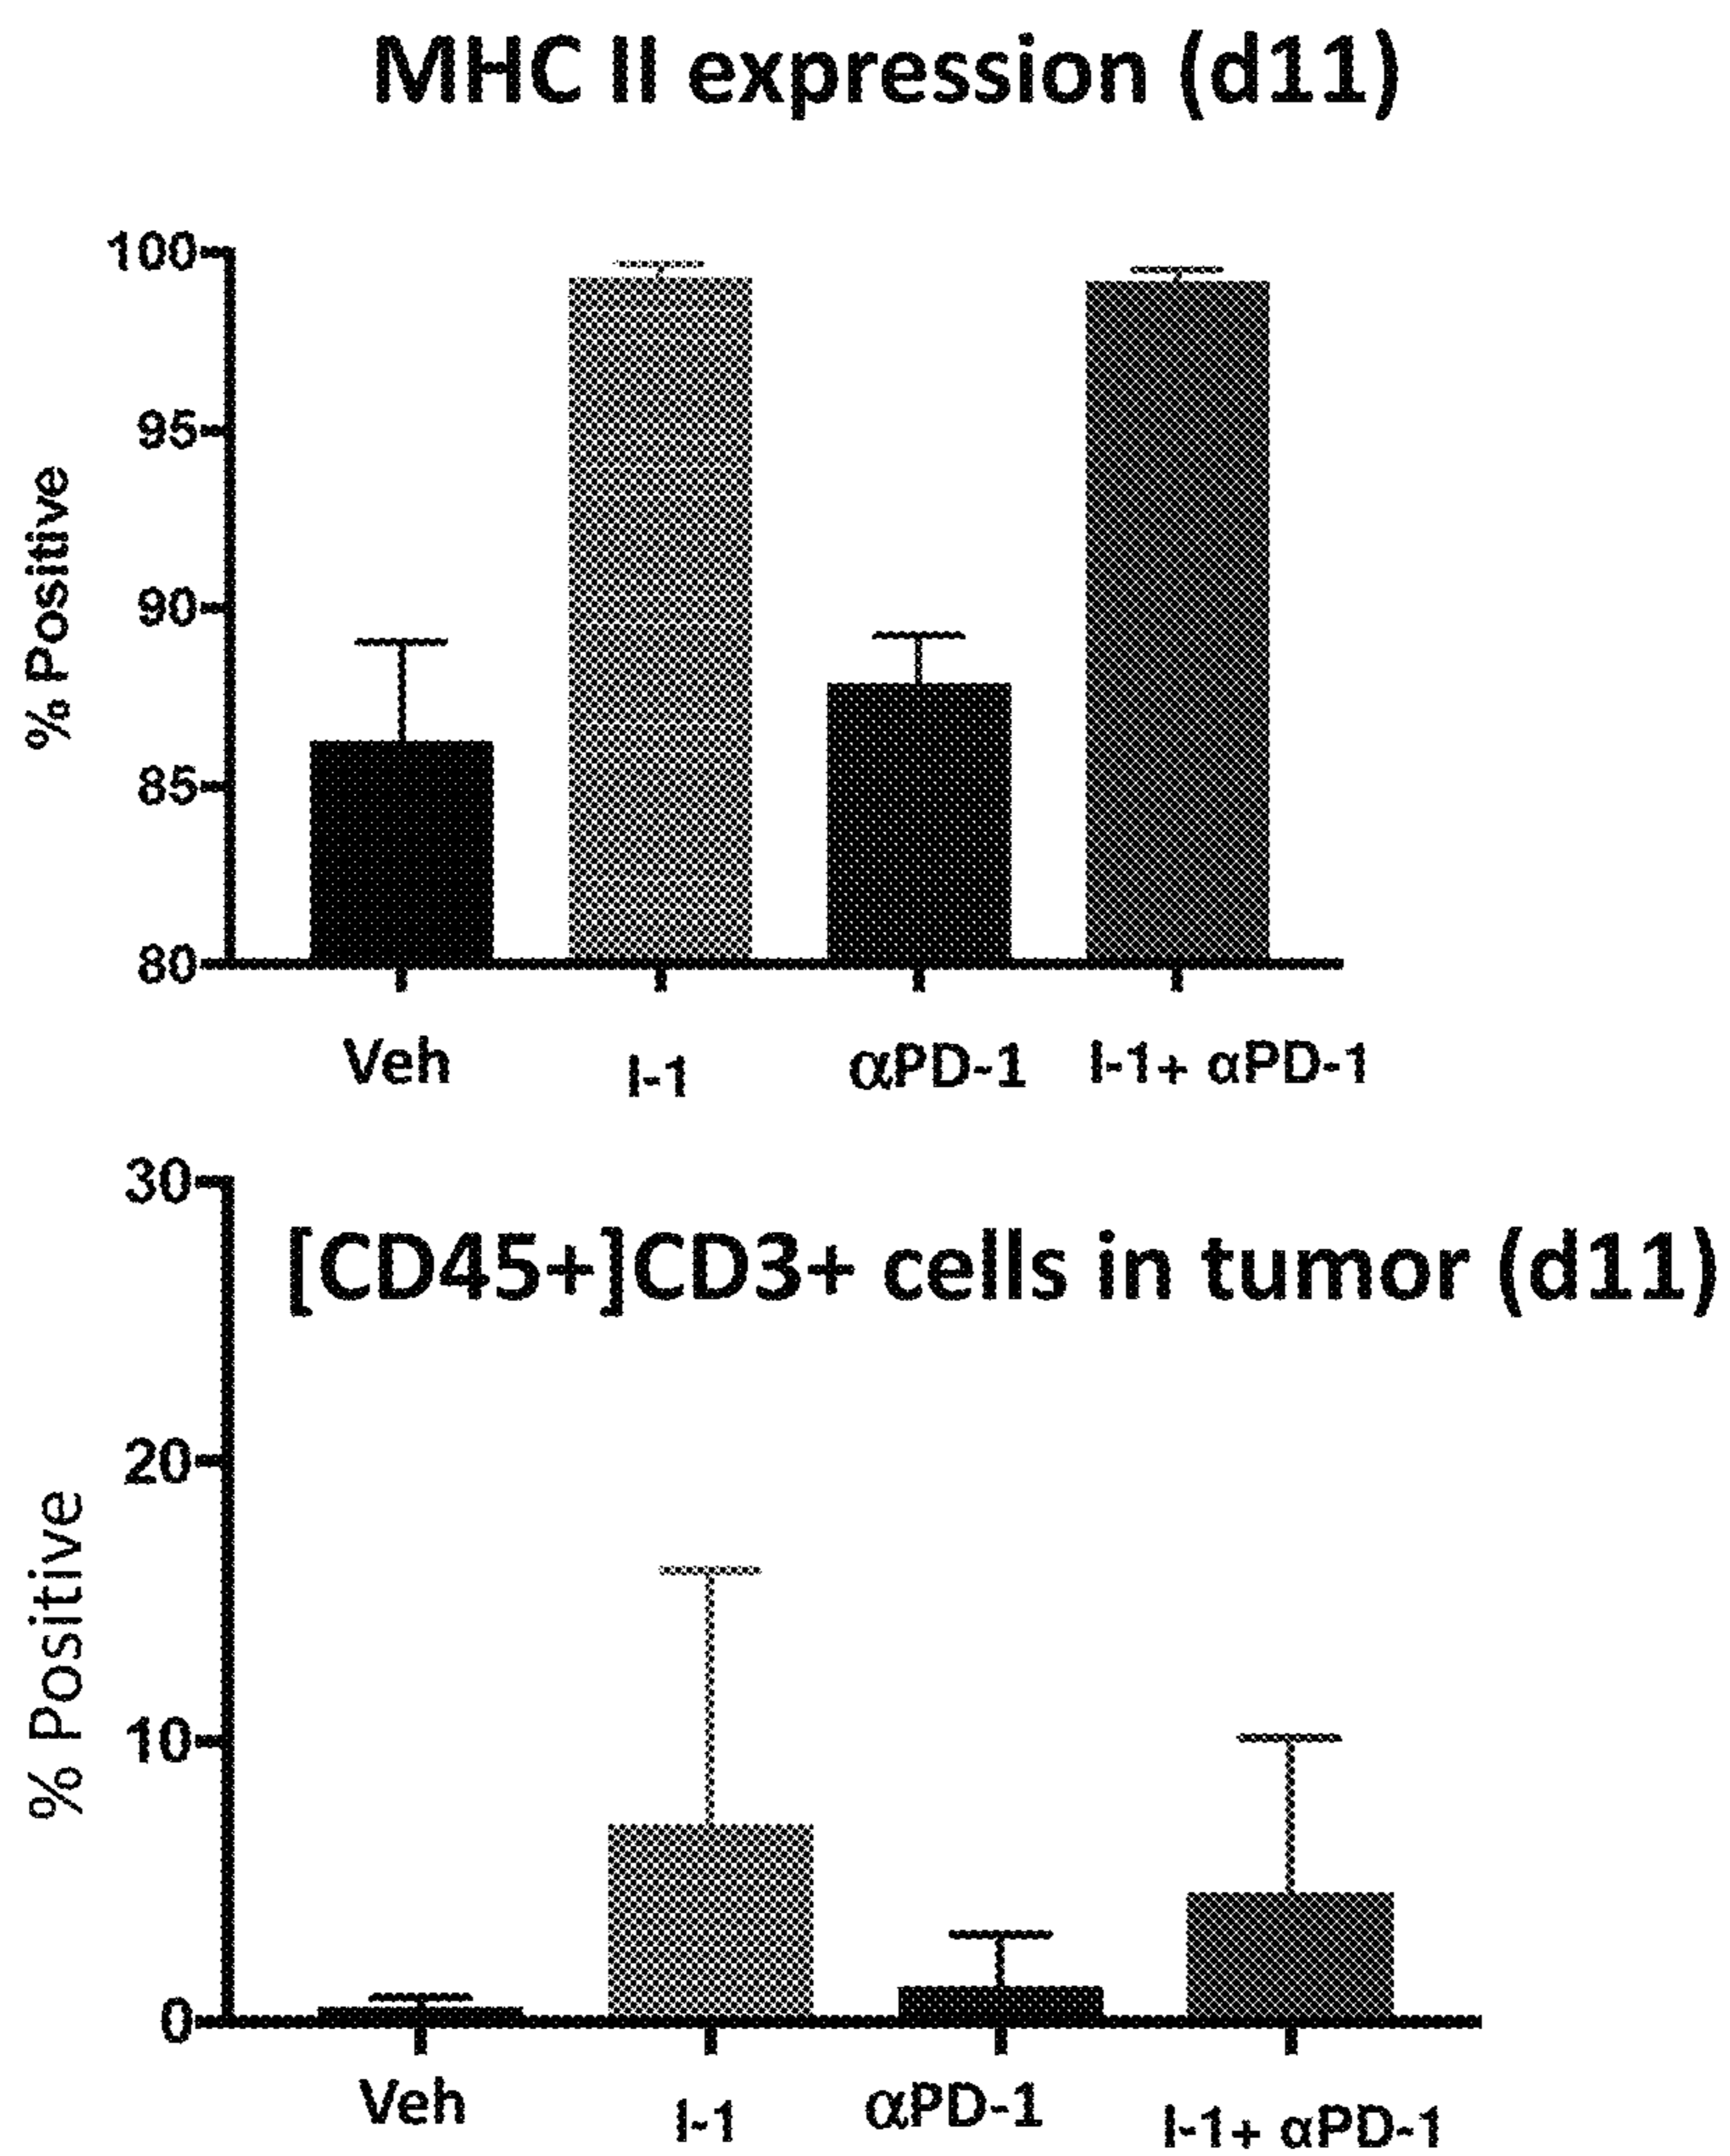 MHC II expression (d11)
100
95
90
85
80
% Positive
Veh
I-1
αPD-1
I-1+ αPD-1
30
[CD45+]CD3+ cells in tumor (d11)
20
10
0
% Positive
Veh
I-1
αPD-1
I-1+ αPD-1